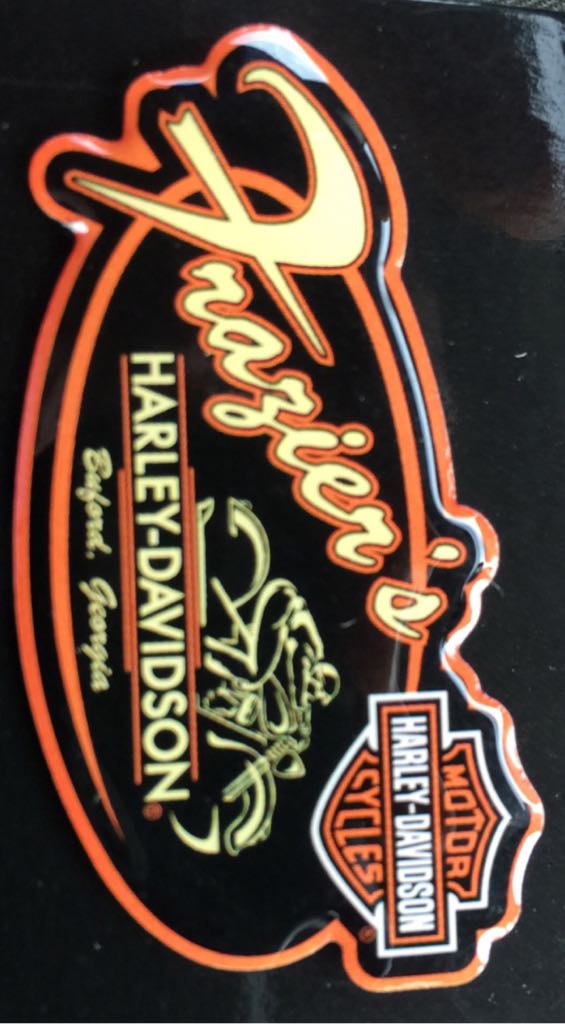 Frazier's
HARLEY-DAVIDSON®
Buford, Georgia
MOTOR
HARLEY-DAVIDSON
CYCLES
®